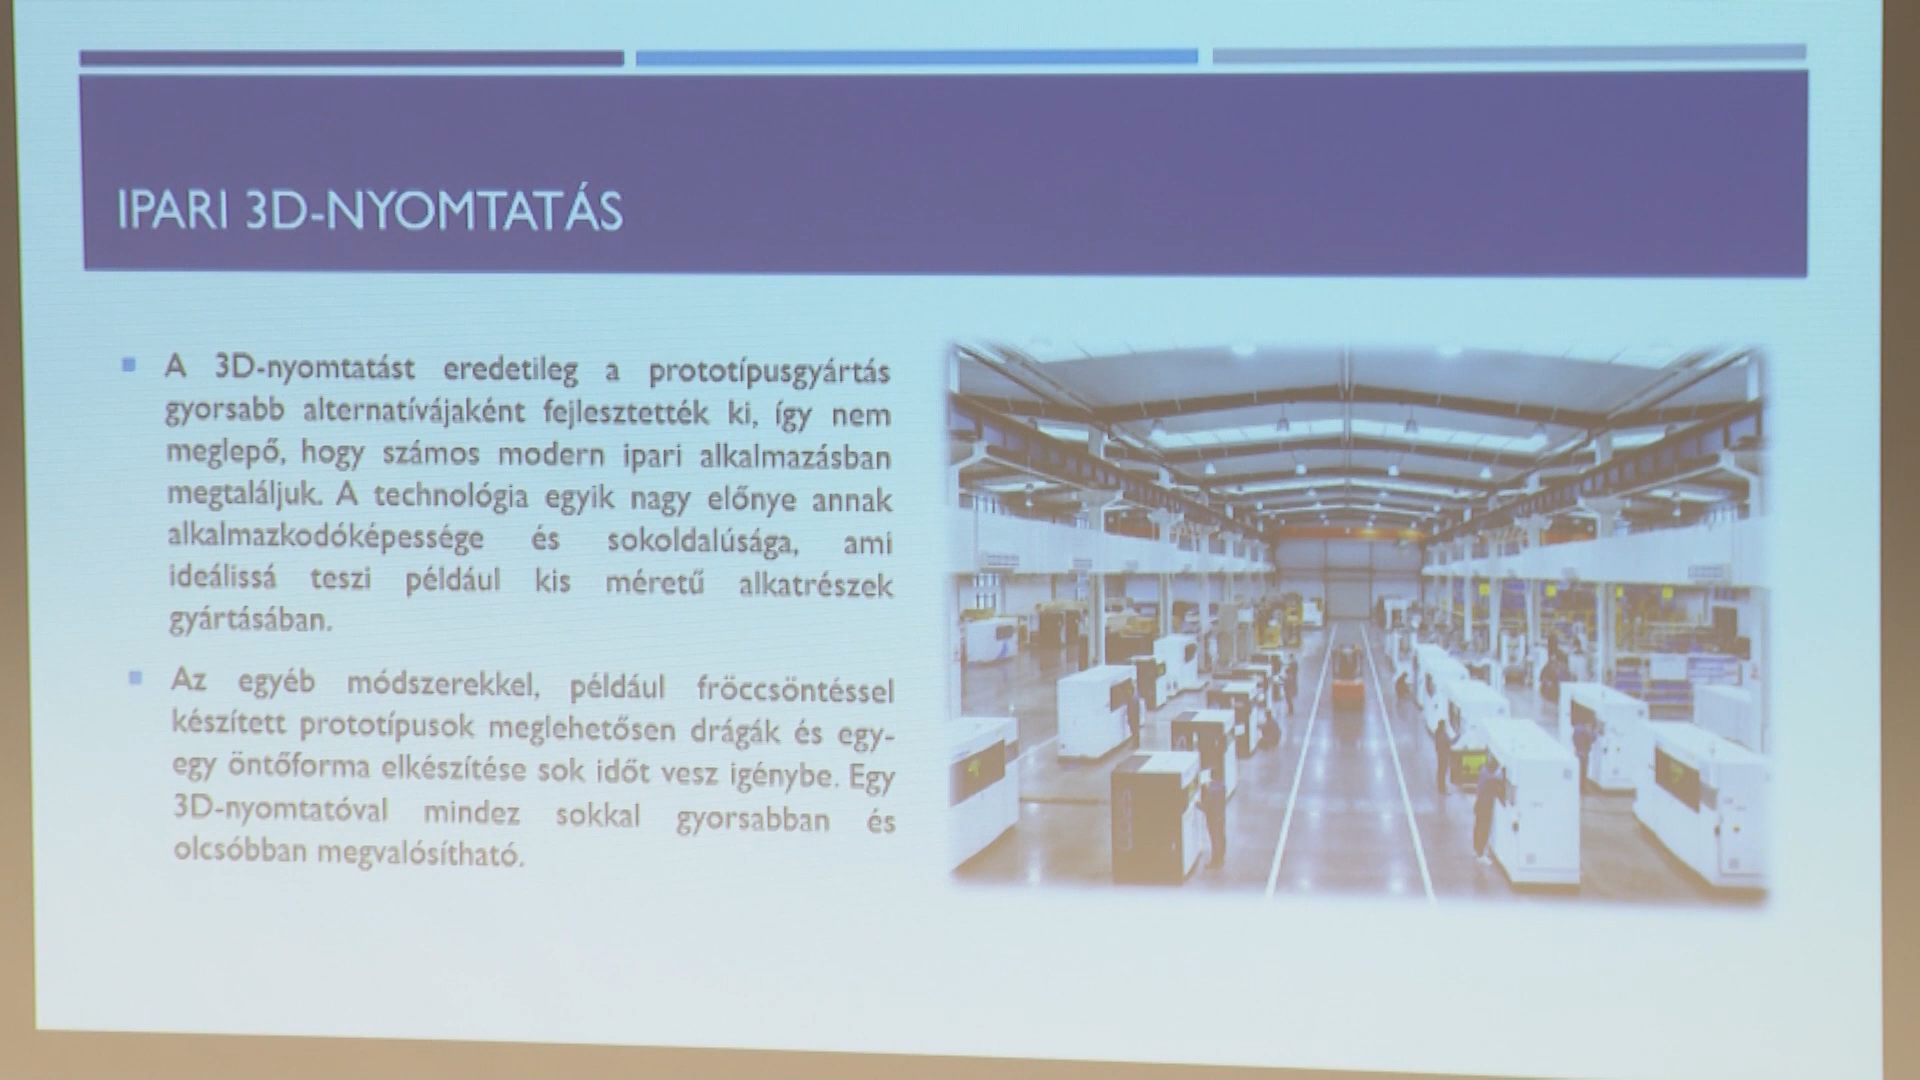 IPARI 3D-NYOMTATÁS
A 3D-nyomtatást eredetileg a prototípusgyártás
gyorsabb alternatívájaként fejlesztették ki, így nem
meglepő, hogy számos modern ipari alkalmazásban
megtaláljuk. A technológia egyik nagy előnye annak
alkalmazkodóképessége és sokoldalúsága, ami
ideálissá teszi például kis méretű alkatrészek
gyártásában.
Az egyéb módszerekkel, például fröccsöntéssel
készített prototípusok meglehetősen drágák és egy-
egy öntőforma elkészítése sok időt vesz igénybe. Egy
3D-nyomtatóval mindez sokkal gyorsabban és
olcsóbban megvalósítható.